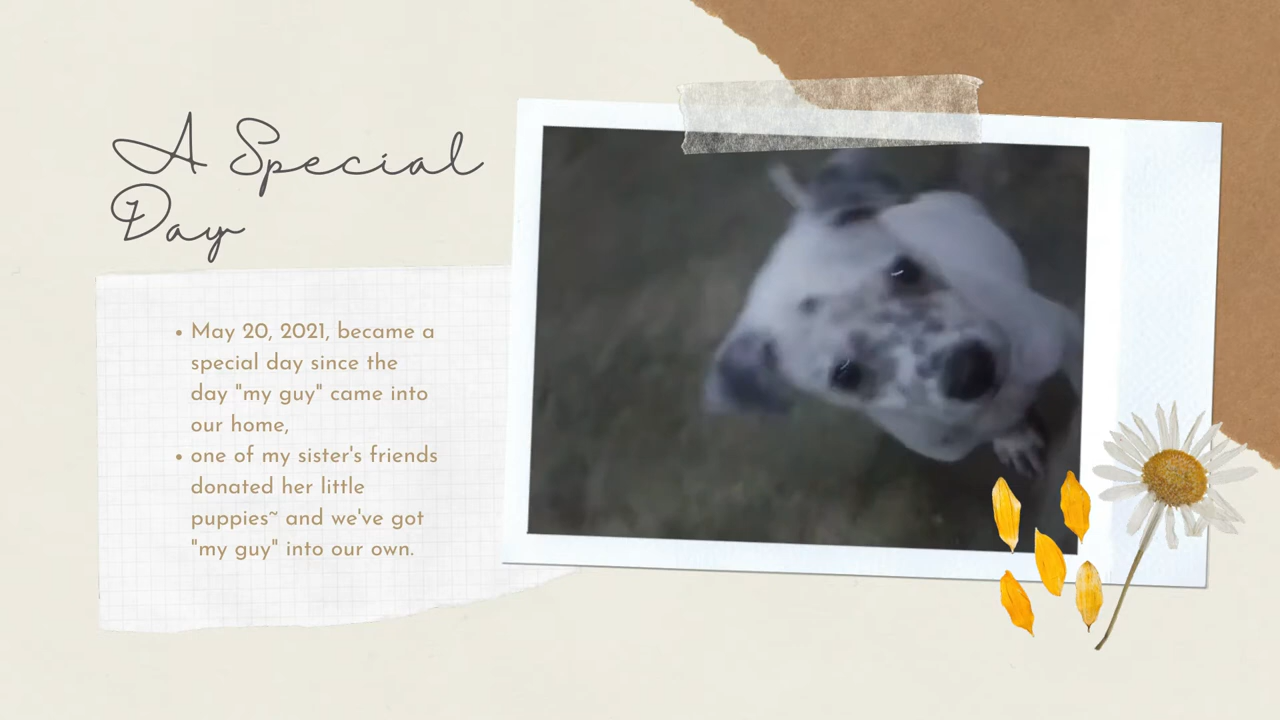 A Special
Day
• May 20, 2021, became a
special day since the
day "my guy" came into
our home,
• one of my sister's friends
donated her little
puppies~ and we've got
"my guy" into our own.